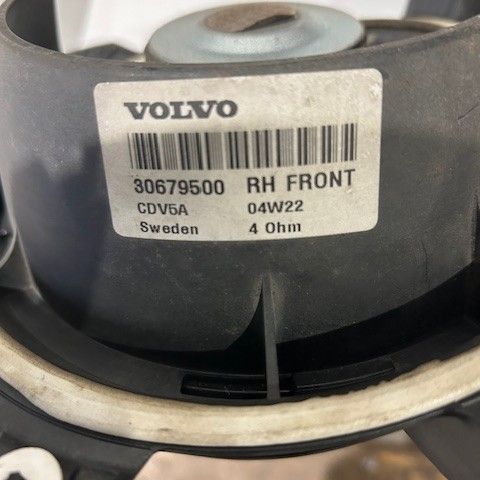 VOLVO
30679500 RH FRONT
CDV5A 04W22
Sweden 4 Ohm